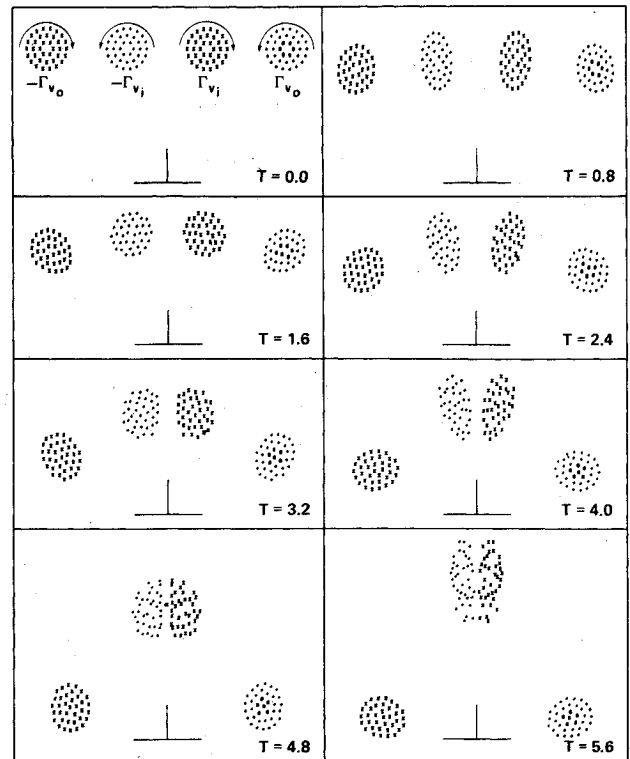 −Γvₒ −Γvᵢ Γvᵢ Γvₒ
T = 0.0
T = 0.8
T = 1.6
T = 2.4
T = 3.2
T = 4.0
T = 4.8
T = 5.6